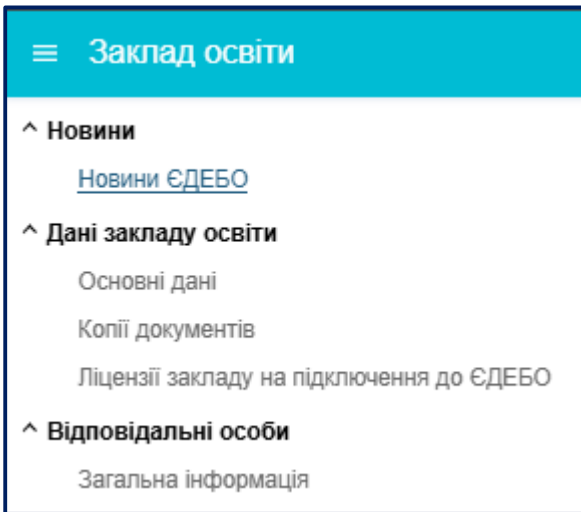 Заклад освіти
Новини
Новини ЄДЕБО
Дані закладу освіти
Основні дані
Копії документів
Ліцензії закладу на підключення до ЄДЕБО
Відповідальні особи
Загальна інформація